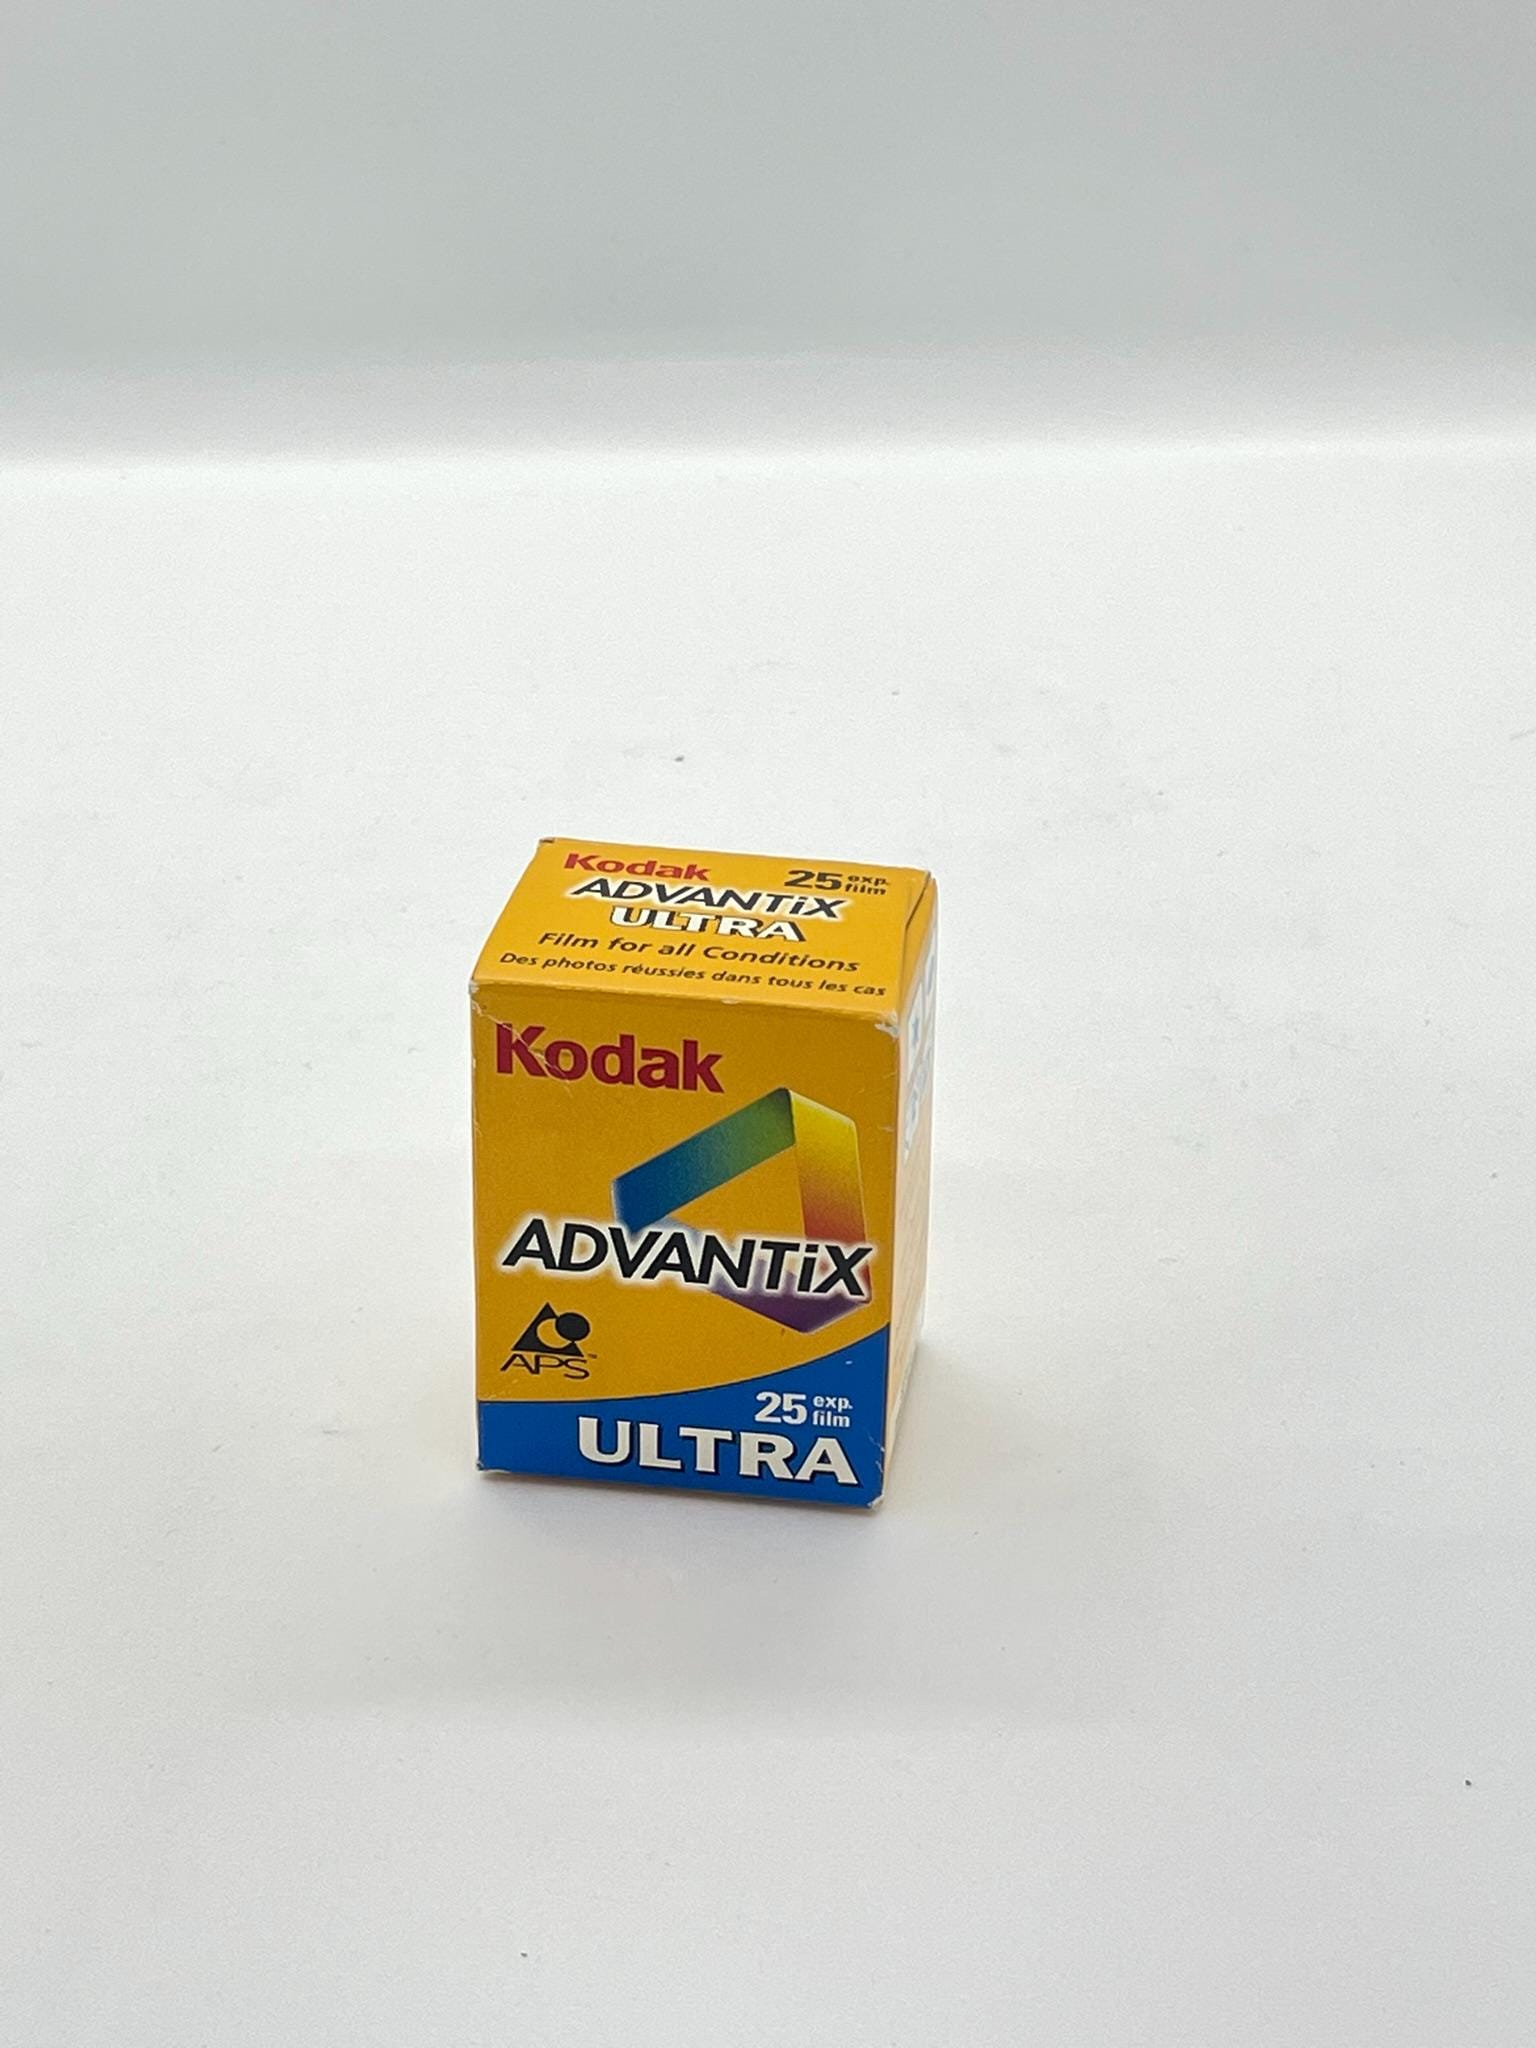 Kodak 25 exp. film
ADVANTiX
ULTRA
Film for all Conditions
Des photos réussies dans tous les cas
Kodak
ADVANTiX
APS™
25 exp. film
ULTRA